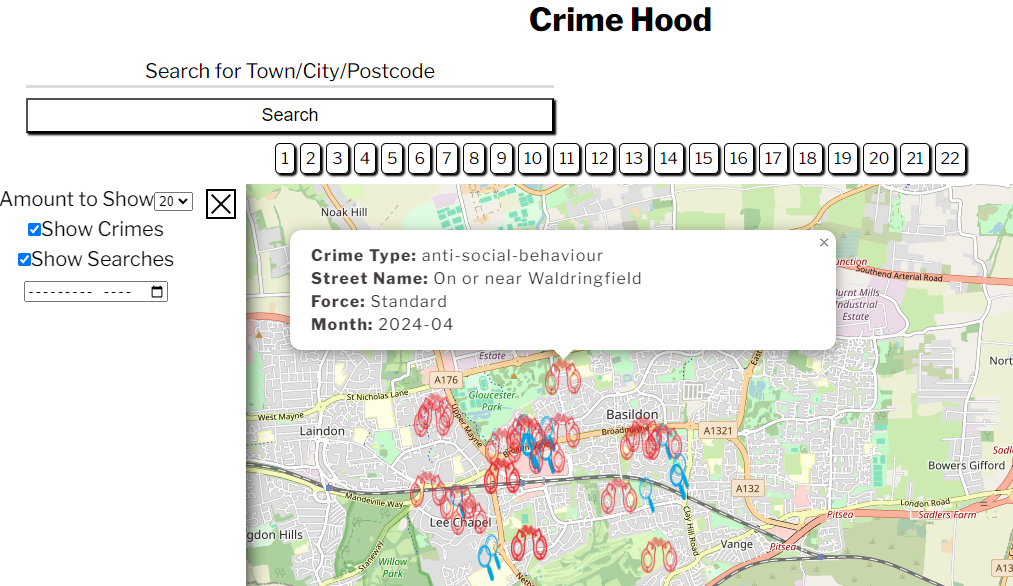 Crime Hood
Search for Town/City/Postcode
Search
1 2 3 4 5 6 7 8 9 10 11 12 13 14 15 16 17 18 19 20 21 22
Amount to Show 20
Show Crimes
Show Searches
--------- ----
Noak Hill
×
Crime Type: anti-social-behaviour
Street Name: On or near Waldringfield
Force: Standard
Month: 2024-04
Southend Arterial Road
Burnt Mills
Industrial
Estate
Estate
A176
St Nicholas Lane
Gloucester
Park
West Mayne
Upper Mayne
Laindon
Basildon
Broadmayne
A1321
Bowers Gifford
A132
Mandeville Way
London Road
Pitsea
Sadlers Farm
Lee Chapel
Clay Hill Road
Vange
Pitsea
Staneway
Willow
Park